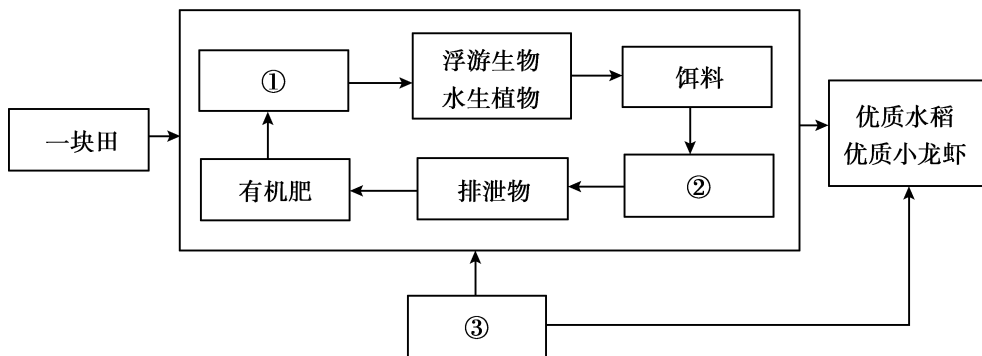 一块田
①
浮游生物
水生植物
饵料
有机肥
排泄物
②
③
优质水稻
优质小龙虾